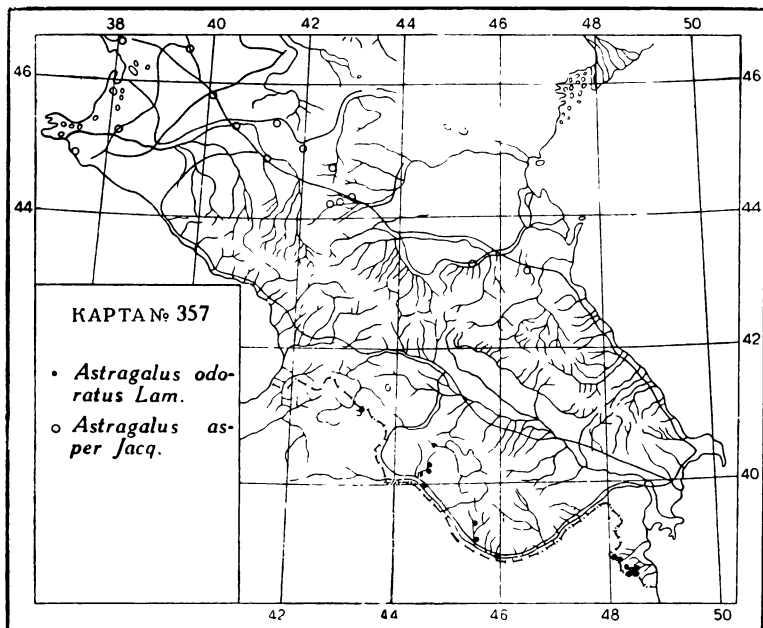 38 40 42 44 46 48 50
46 46
44 44
42
40
КАРТА № 357
Astragalus odo-
ratus Lam.
Astragalus as-
per Jacq.
42 44 46 48 50